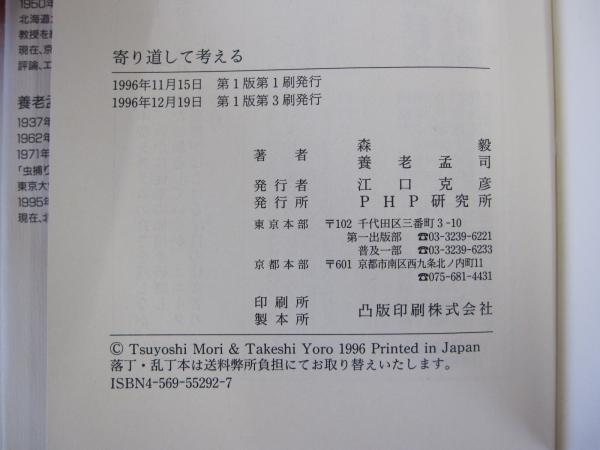 寄り道して考える
1996年11月15日 第1版第1刷発行
1996年12月19日 第1版第3刷発行
著者 森 毅
養老孟司
発行者 江口克彦
発行所 PHP研究所
東京本部 〒102 千代田区三番町3-10
第一出版部 ☎03-3239-6221
普及一部 ☎03-3239-6233
京都本部 〒601 京都市南区西九条北ノ内町11
☎075-681-4431
印刷所
製本所 凸版印刷株式会社
© Tsuyoshi Mori & Takeshi Yoro 1996 Printed in Japan
落丁・乱丁本は送料弊所負担にてお取り替えいたします。
ISBN4-569-55292-7
1950年
北海道
教授を
現在、京
評論、エ
養老孟
1937年
1962年
1971年
「虫捕り
東京大
1995年
現在、北